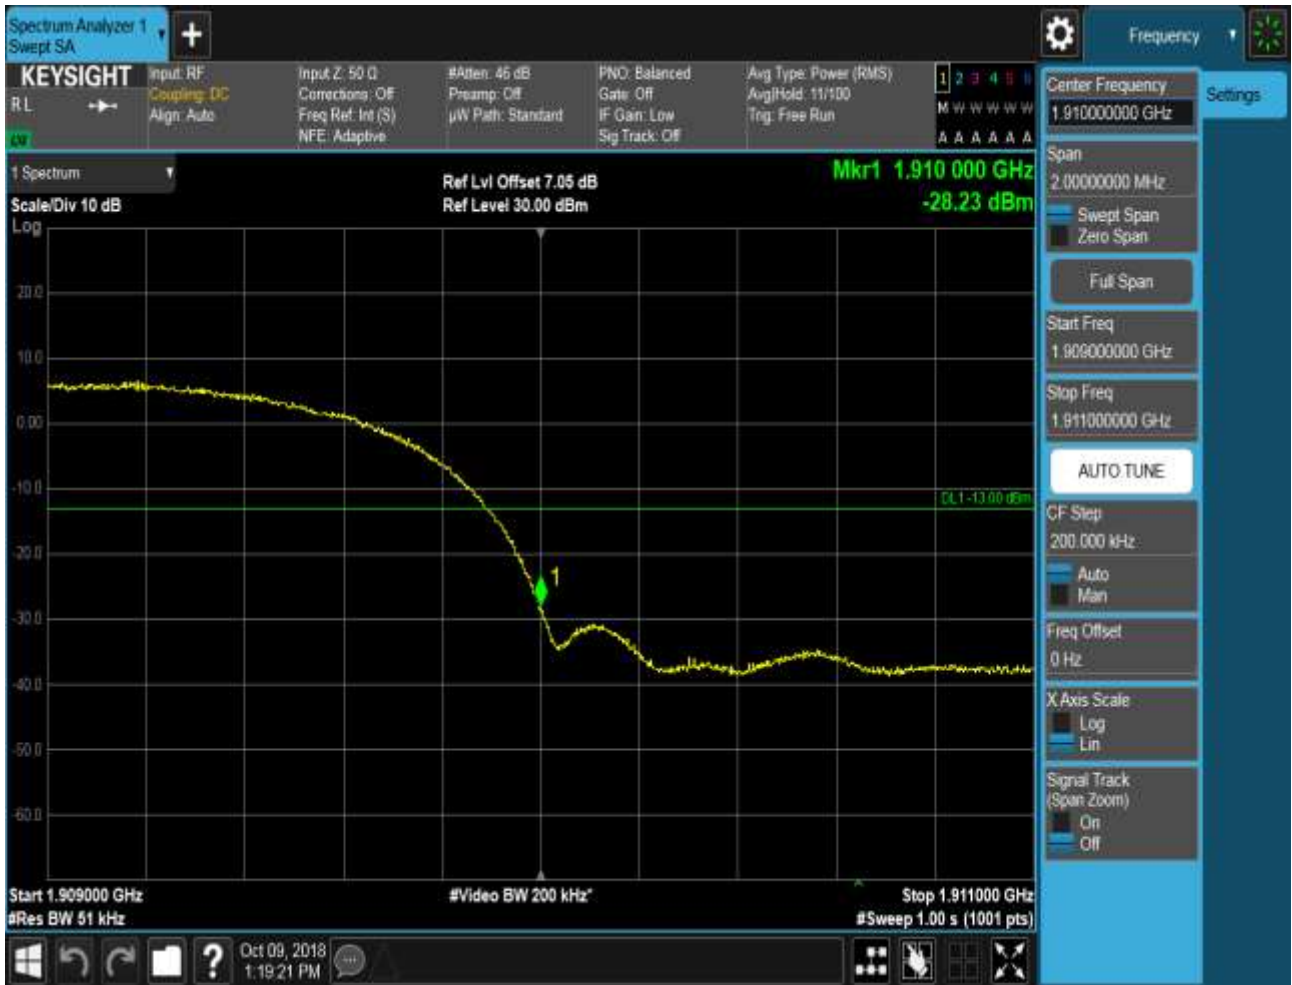 Spectrum Analyzer 1
Swept SA
+
Frequency
KEYSIGHT
Input: RF
Input Z: 50 Ω
#Atten: 46 dB
PNO: Balanced
Avg Type: Power (RMS)
1 2 3 4 5 6
R L
Coupling: DC
Corrections: Off
Preamp: Off
Gate: Off
Avg|Hold: 11/100
M W W W W W
Align: Auto
Freq Ref: Int (S)
µW Path: Standard
IF Gain: Low
Trig: Free Run
NFE: Adaptive
Sig Track: Off
A A A A A A
1 Spectrum
Ref Lvl Offset 7.05 dB
Mkr1 1.910 000 GHz
Scale/Div 10 dB
Ref Level 30.00 dBm
-28.23 dBm
Log
20.0
10.0
0.00
-10.0
DL1 -13.00 dBm
-20.0
1
-30.0
-40.0
-50.0
-60.0
Start 1.909000 GHz
#Video BW 200 kHz*
Stop 1.911000 GHz
#Res BW 51 kHz
#Sweep 1.00 s (1001 pts)
?
Oct 09, 2018
1:19:21 PM
Center Frequency
1.910000000 GHz
Settings
Span
2.00000000 MHz
Swept Span
Zero Span
Full Span
Start Freq
1.909000000 GHz
Stop Freq
1.911000000 GHz
AUTO TUNE
CF Step
200.000 kHz
Auto
Man
Freq Offset
0 Hz
X Axis Scale
Log
Lin
Signal Track
(Span Zoom)
On
Off